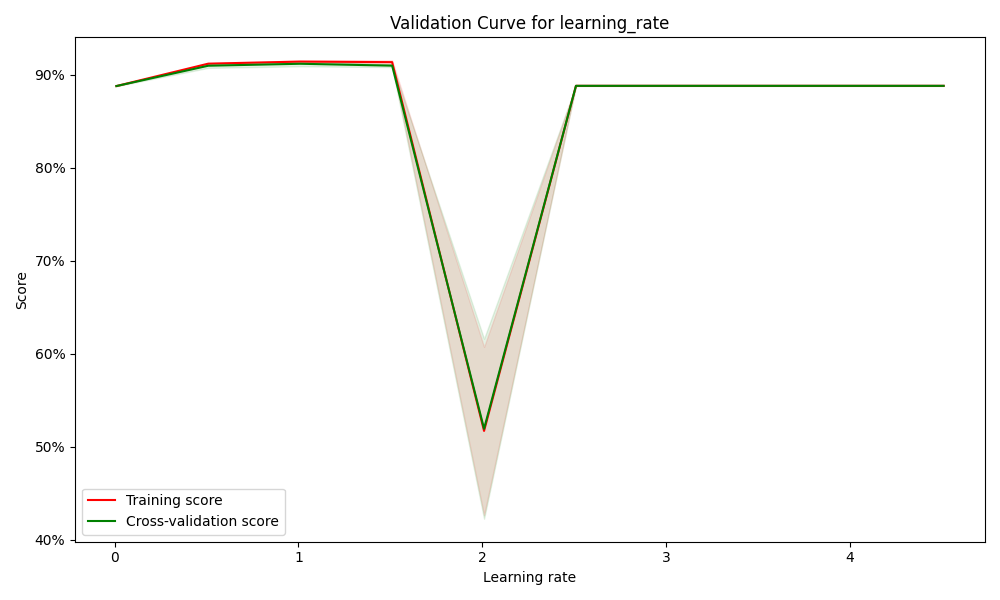 Validation Curve for learning_rate
90%
80%
70%
60%
50%
40%
Score
Training score
Cross-validation score
0 1 2 3 4
Learning rate